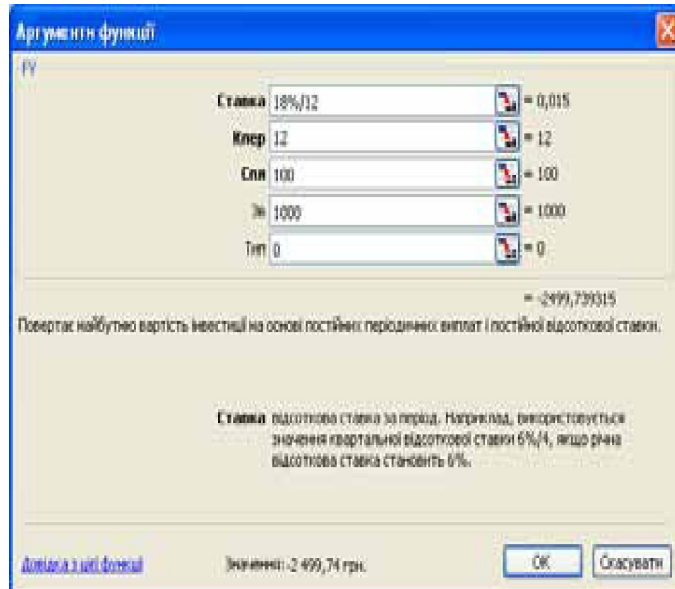 Аргументи функції
FV
Ставка 18%/12 = 0,015
Кпер 12 = 12
Спл 100 = 100
Зв 1000 = 1000
Тип 0 = 0
= -2499,739315
Повертає майбутню вартість інвестиції на основі постійних періодичних виплат і постійної відсоткової ставки.
Ставка відсоткова ставка за період. Наприклад, використовується
значення квартальної відсоткової ставки 6%/4, якщо річна
відсоткова ставка становить 6%.
Довідка з цієї функції Значення: -2 499,74 грн. ОК Скасувати